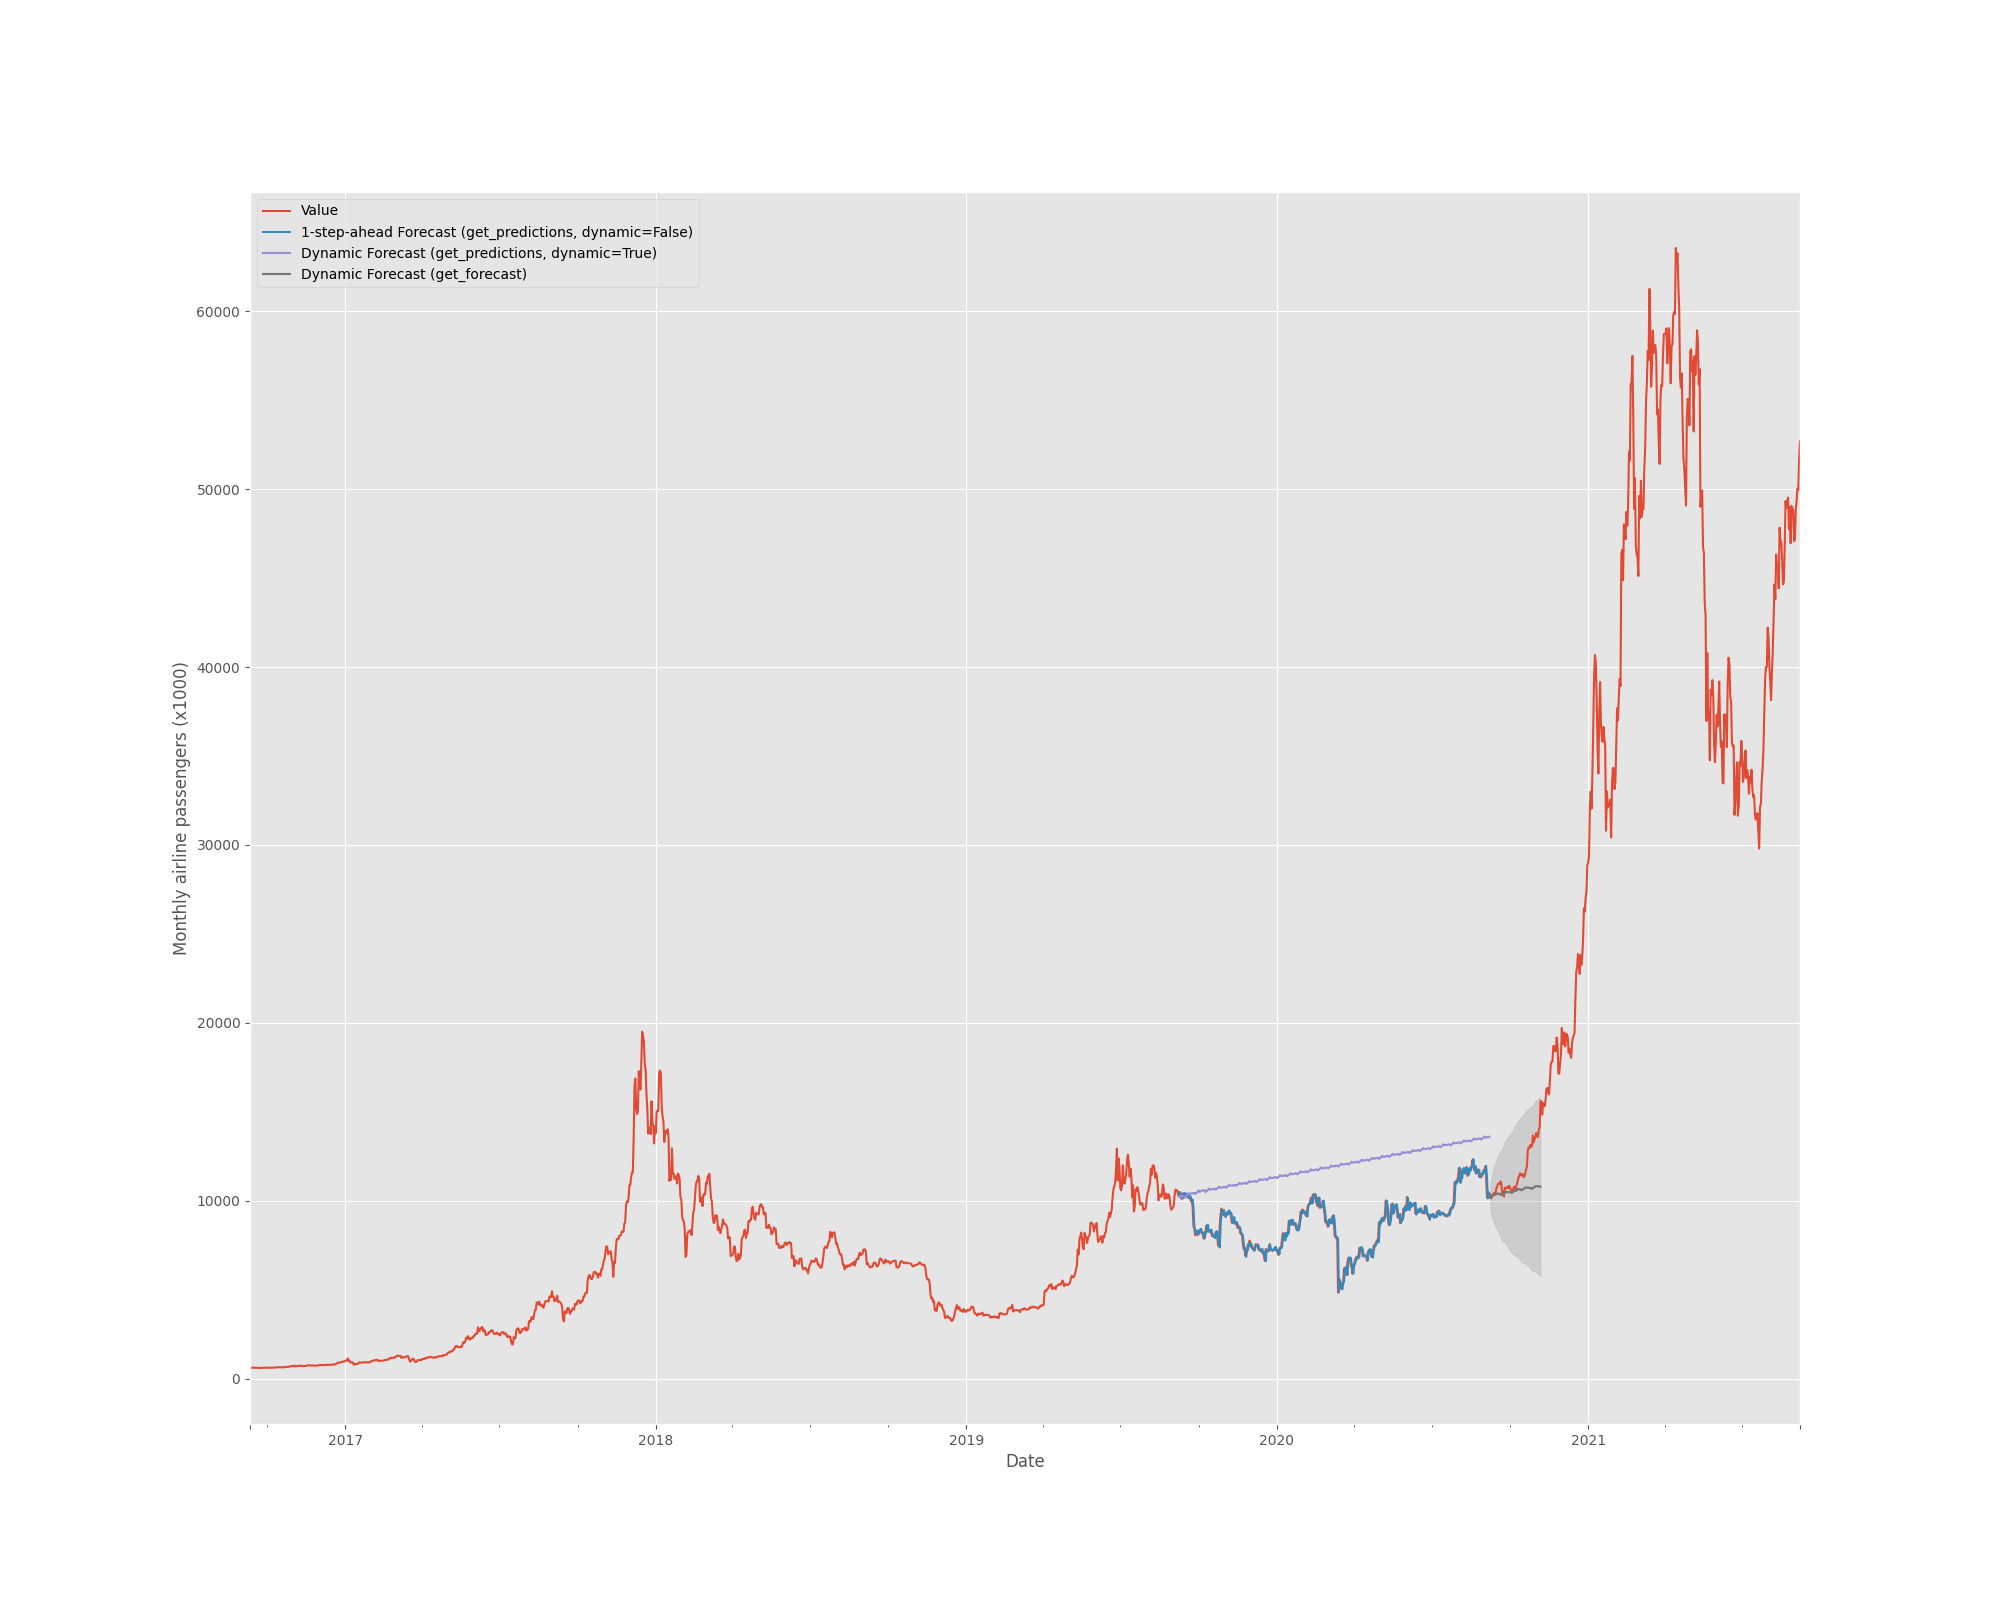 Value
1-step-ahead Forecast (get_predictions, dynamic=False)
Dynamic Forecast (get_predictions, dynamic=True)
Dynamic Forecast (get_forecast)
60000
50000
40000
30000
20000
10000
0
Monthly airline passengers (x1000)
2017 2018 2019 2020 2021
Date